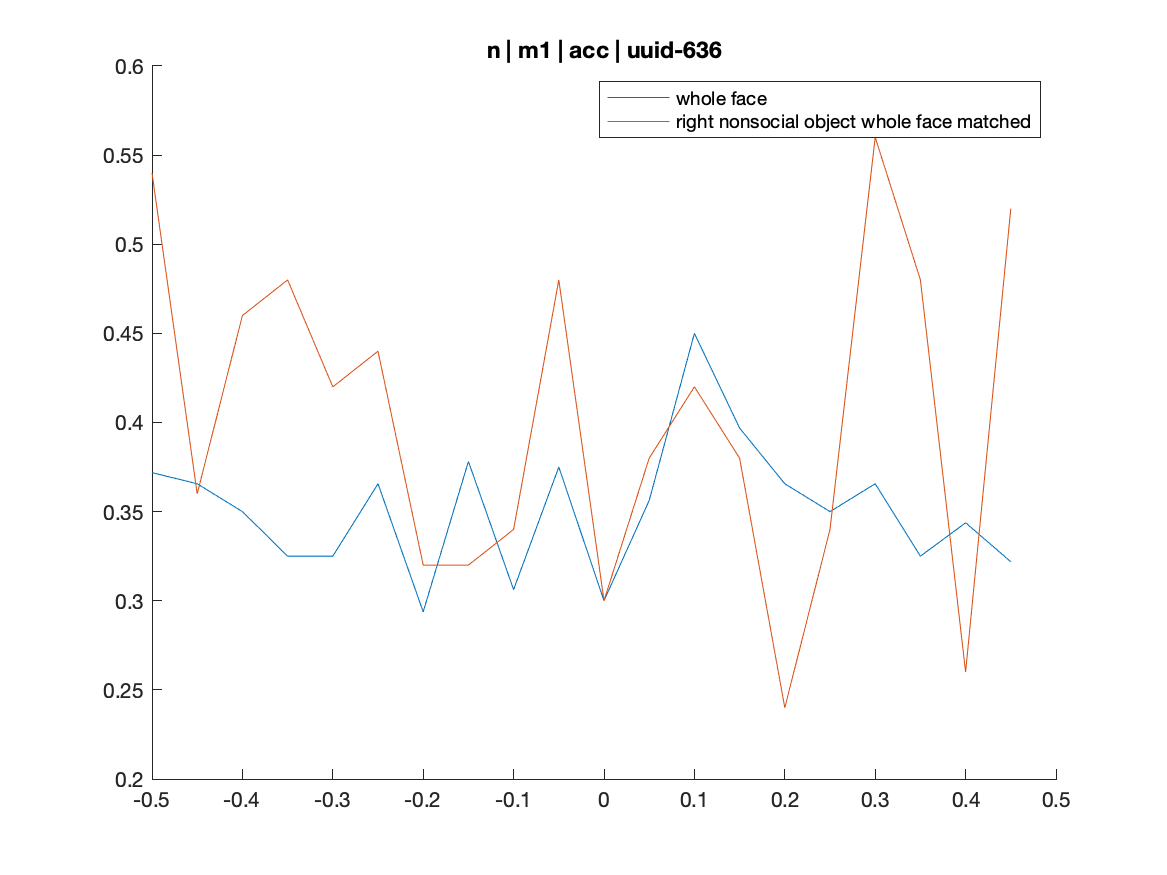 n | m1 | acc | uuid-636
whole face
right nonsocial object whole face matched
0.6
0.55
0.5
0.45
0.4
0.35
0.3
0.25
0.2
-0.5 -0.4 -0.3 -0.2 -0.1 0 0.1 0.2 0.3 0.4 0.5